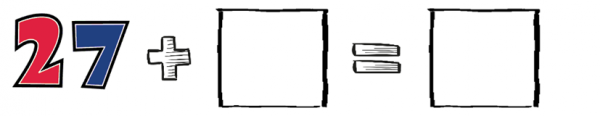 27 + =